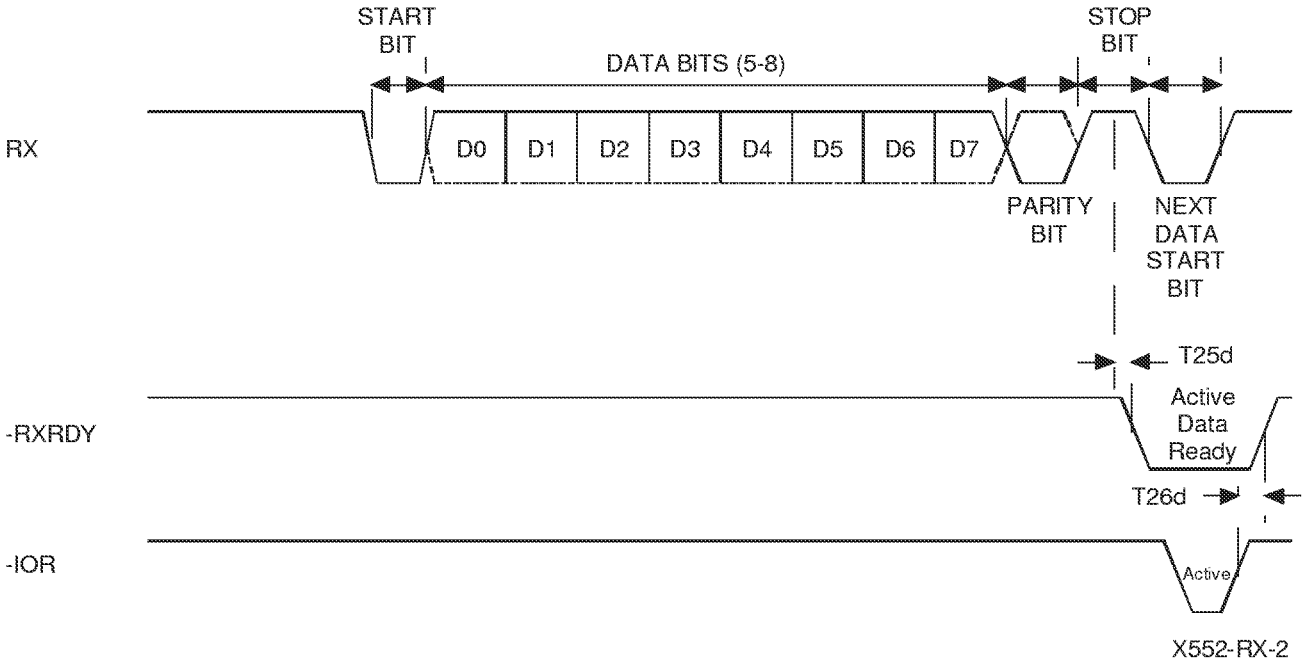 START
BIT
STOP
BIT
DATA BITS (5-8)
RX
D0 D1 D2 D3 D4 D5 D6 D7
PARITY
BIT
NEXT
DATA
START
BIT
T25d
-RXRDY
Active
Data
Ready
T26d
-IOR
Active
X552-RX-2